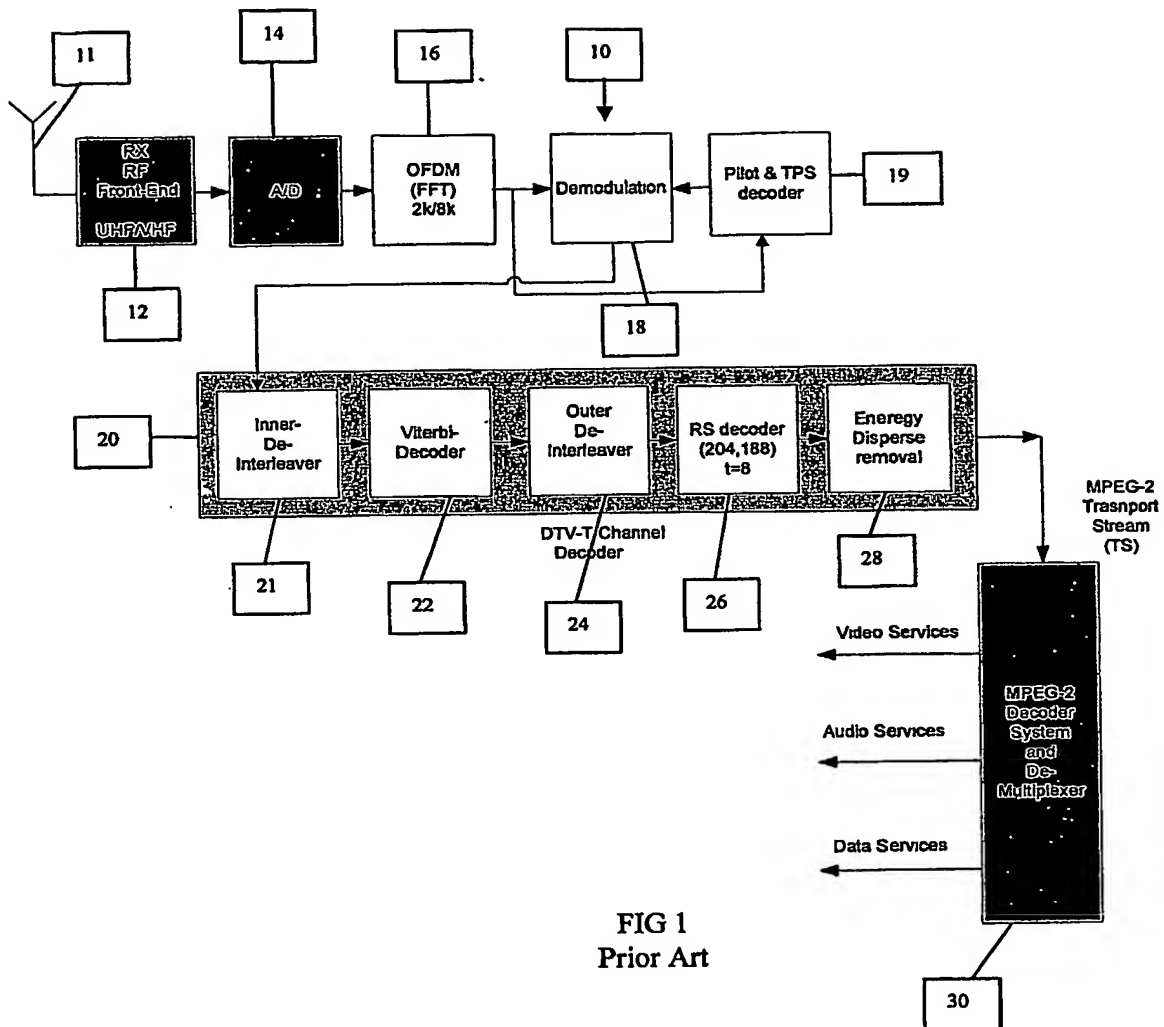 11
14
16
10
RX
RF
Front-End
UHF/VHF
A/D
OFDM
(FFT)
2k/8k
Demodulation
Pilot & TPS
decoder
19
12
18
20
Inner-
De-
Interleaver
Viterbi-
Decoder
Outer
De-
Interleaver
RS decoder
(204,188)
t=8
Eneregy
Disperse
removal
DTV-T Channel
Decoder
21
22
24
26
28
MPEG-2
Trasnport
Stream
(TS)
Video Services
Audio Services
Data Services
MPEG-2
Decoder
System
and
De-
Multiplexer
FIG 1
Prior Art
30